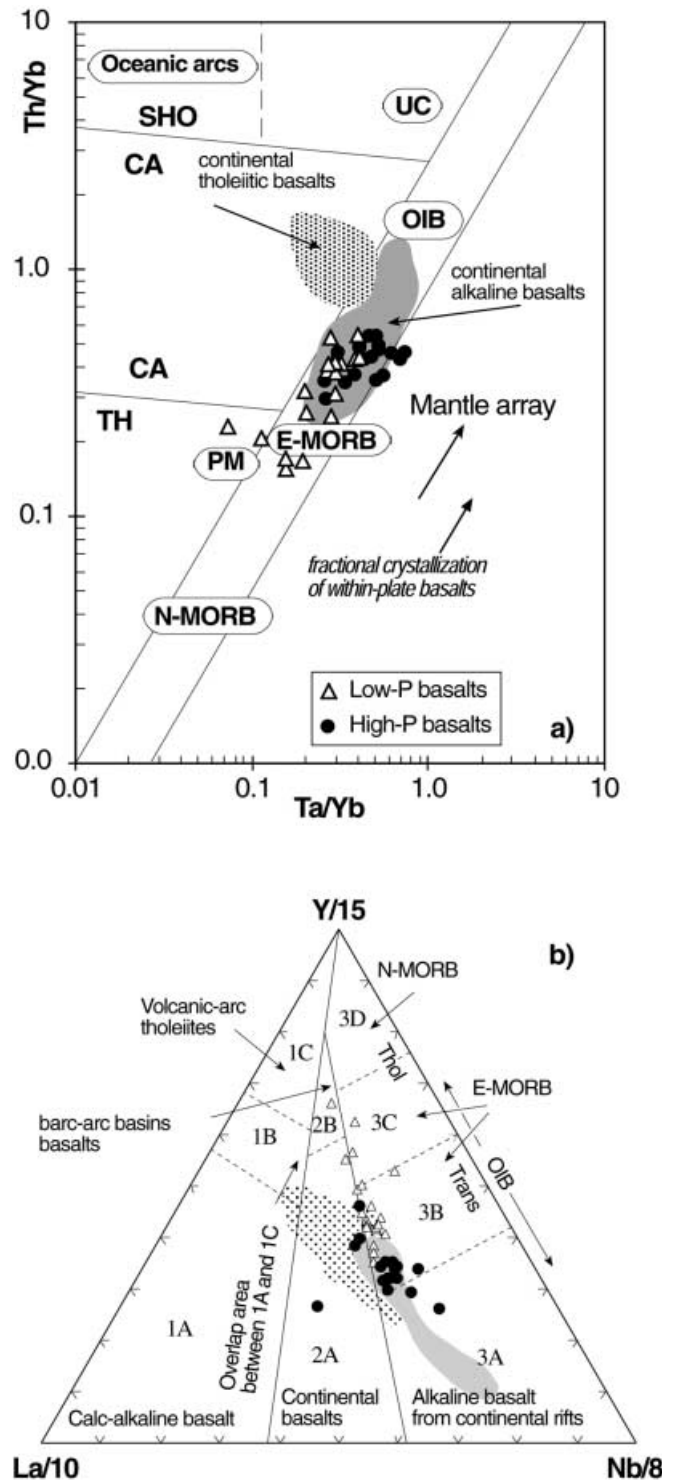 10
Th/Yb
Oceanic arcs
SHO
UC
CA
continental
tholeiitic basalts
OIB
1.0
continental
alkaline basalts
CA
TH
Mantle array
E-MORB
PM
0.1
fractional crystallization
of within-plate basalts
N-MORB
Low-P basalts
High-P basalts
a)
0.0
0.01
0.1
1.0
10
Ta/Yb
Y/15
b)
N-MORB
Volcanic-arc
tholeiites
3D
1C
Thol
E-MORB
barc-arc basins
basalts
1B
2B
3C
OIB
Trans
3B
Overlap area
between 1A and 1C
1A
2A
3A
Calc-alkaline basalt
Continental
basalts
Alkaline basalt
from continental rifts
La/10
Nb/8